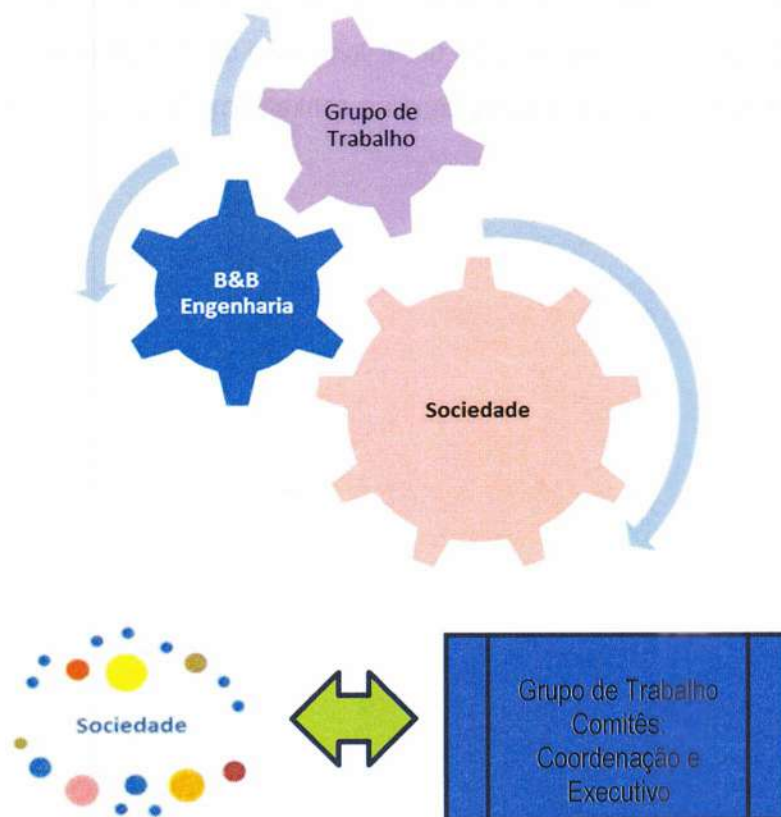 Grupo de
Trabalho
B&B
Engenharia
Sociedade
Sociedade
Grupo de Trabalho
Comitês.
Coordenação e
Executivo